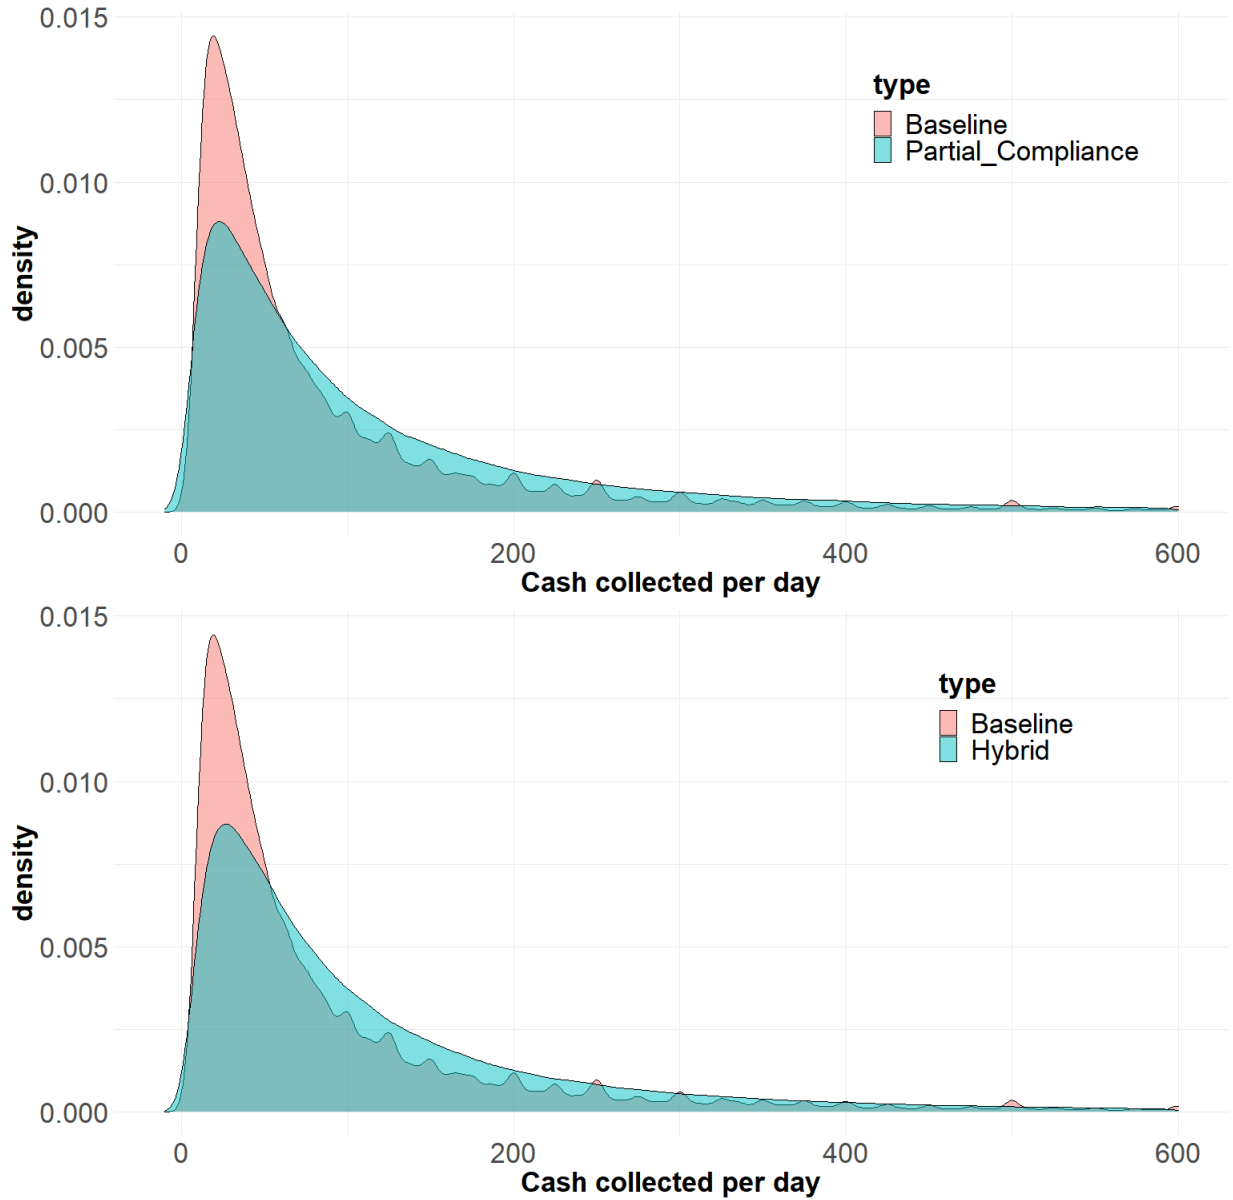 0.015
0.010
0.005
0.000
density
type
Baseline
Partial_Compliance
0 200 400 600
Cash collected per day
0.015
0.010
0.005
0.000
density
type
Baseline
Hybrid
0 200 400 600
Cash collected per day